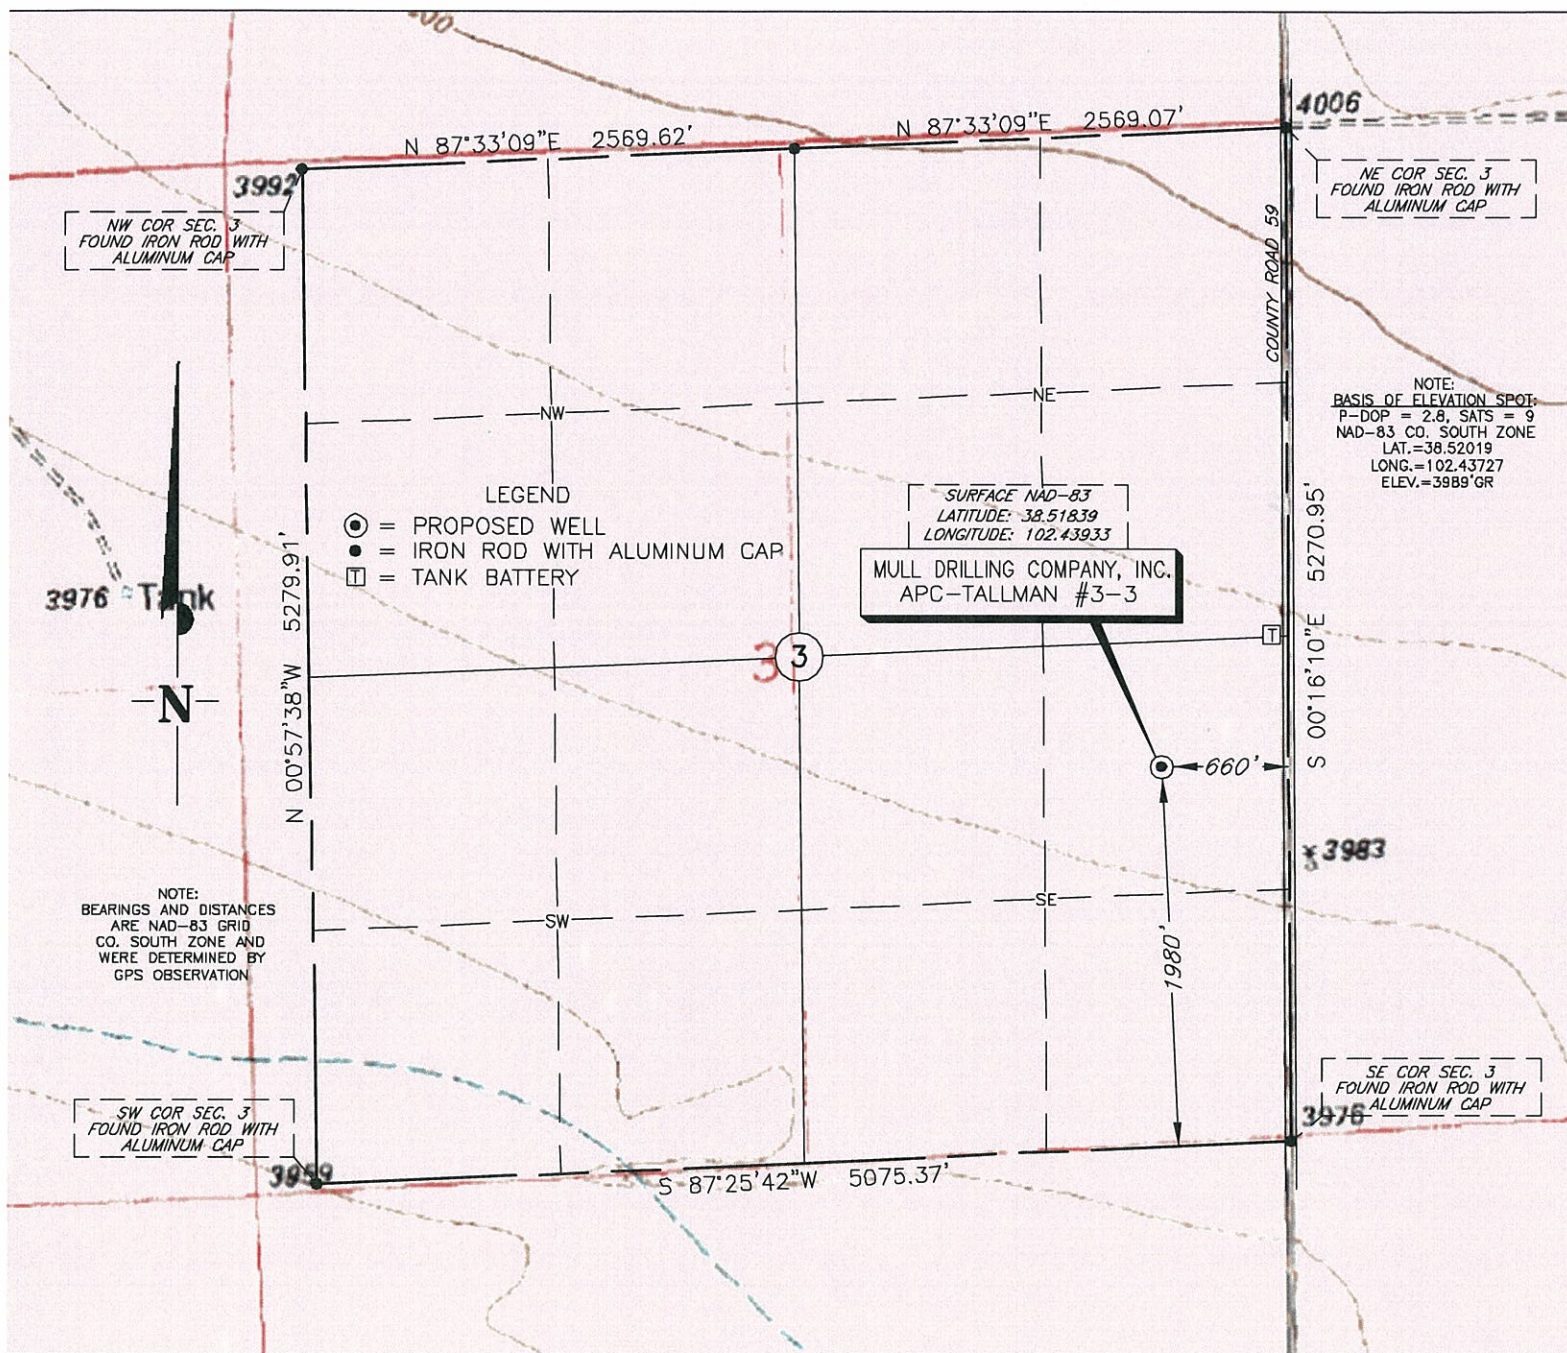 00
4006
N 87°33'09"E 2569.62'
N 87°33'09"E 2569.07'
3992
NW COR SEC. 3
FOUND IRON ROD WITH
ALUMINUM CAP
NE COR SEC. 3
FOUND IRON ROD WITH
ALUMINUM CAP
COUNTY ROAD 59
NW
NE
NOTE:
BASIS OF ELEVATION SPOT:
P-DOP = 2.8, SATS = 9
NAD-83 CO. SOUTH ZONE
LAT.=38.52019
LONG.=102.43727
ELEV.=3989'GR
LEGEND
= PROPOSED WELL
= IRON ROD WITH ALUMINUM CAP
T = TANK BATTERY
SURFACE NAD-83
LATITUDE: 38.51839
LONGITUDE: 102.43933
MULL DRILLING COMPANY, INC.
APC-TALLMAN #3-3
3976 Tank
N 00°57'38"W 5279.91'
S 00°16'10"E 5270.95'
T
3
3
N
660'
3983
NOTE:
BEARINGS AND DISTANCES
ARE NAD-83 GRID
CO. SOUTH ZONE AND
WERE DETERMINED BY
GPS OBSERVATION
SW
SE
1980'
SW COR SEC. 3
FOUND IRON ROD WITH
ALUMINUM CAP
3959
SE COR SEC. 3
FOUND IRON ROD WITH
ALUMINUM CAP
3976
S 87°25'42"W 5075.37'